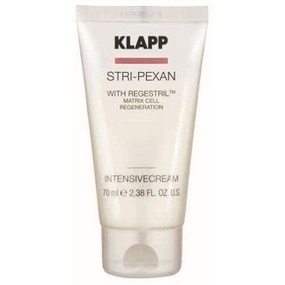 KLAPP
STRI-PEXAN
WITH REGESTRIL™
MATRIX CELL
REGENERATION
INTENSIVECREAM
70 ml ℮ 2.38 FL. OZ. U.S.